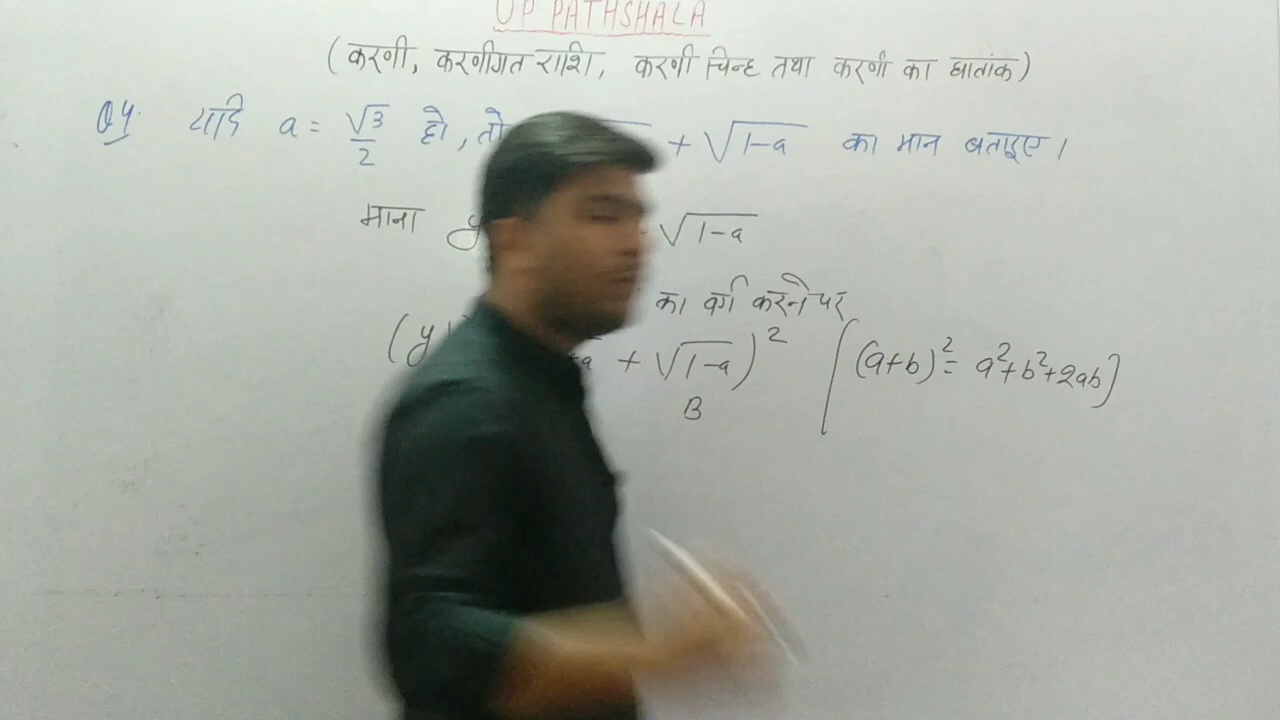 UP PATHSHALA
(करणी, करणीगत राशि, करणी चिन्ह तथा करणी का घातांक)
Q4. यदि a = √3/2 हो, तो + √1-a का मान बताइए।
माना y √1-a
का वर्ग करने पर
(y a + √1-a)² [(a+b)² = a²+b²+2ab]
B